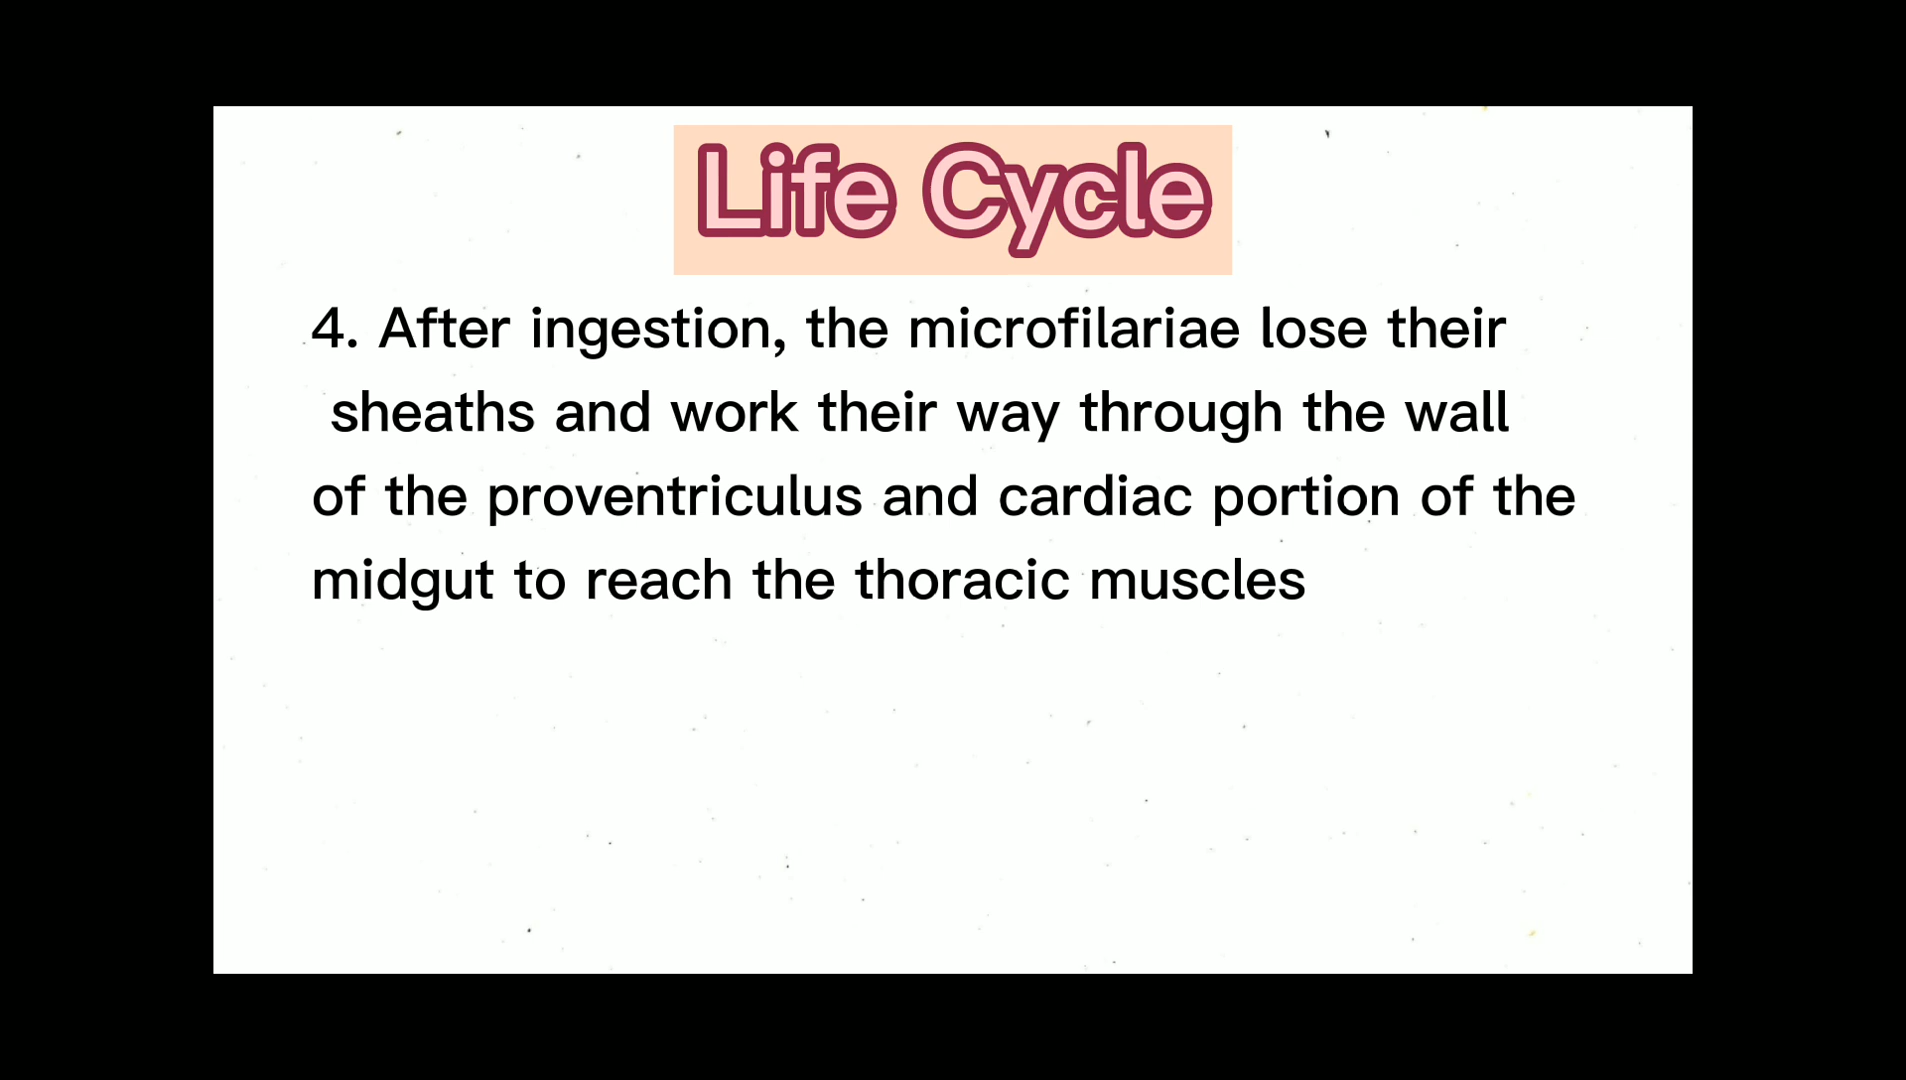 Life Cycle
4. After ingestion, the microfilariae lose their
sheaths and work their way through the wall
of the proventriculus and cardiac portion of the
midgut to reach the thoracic muscles